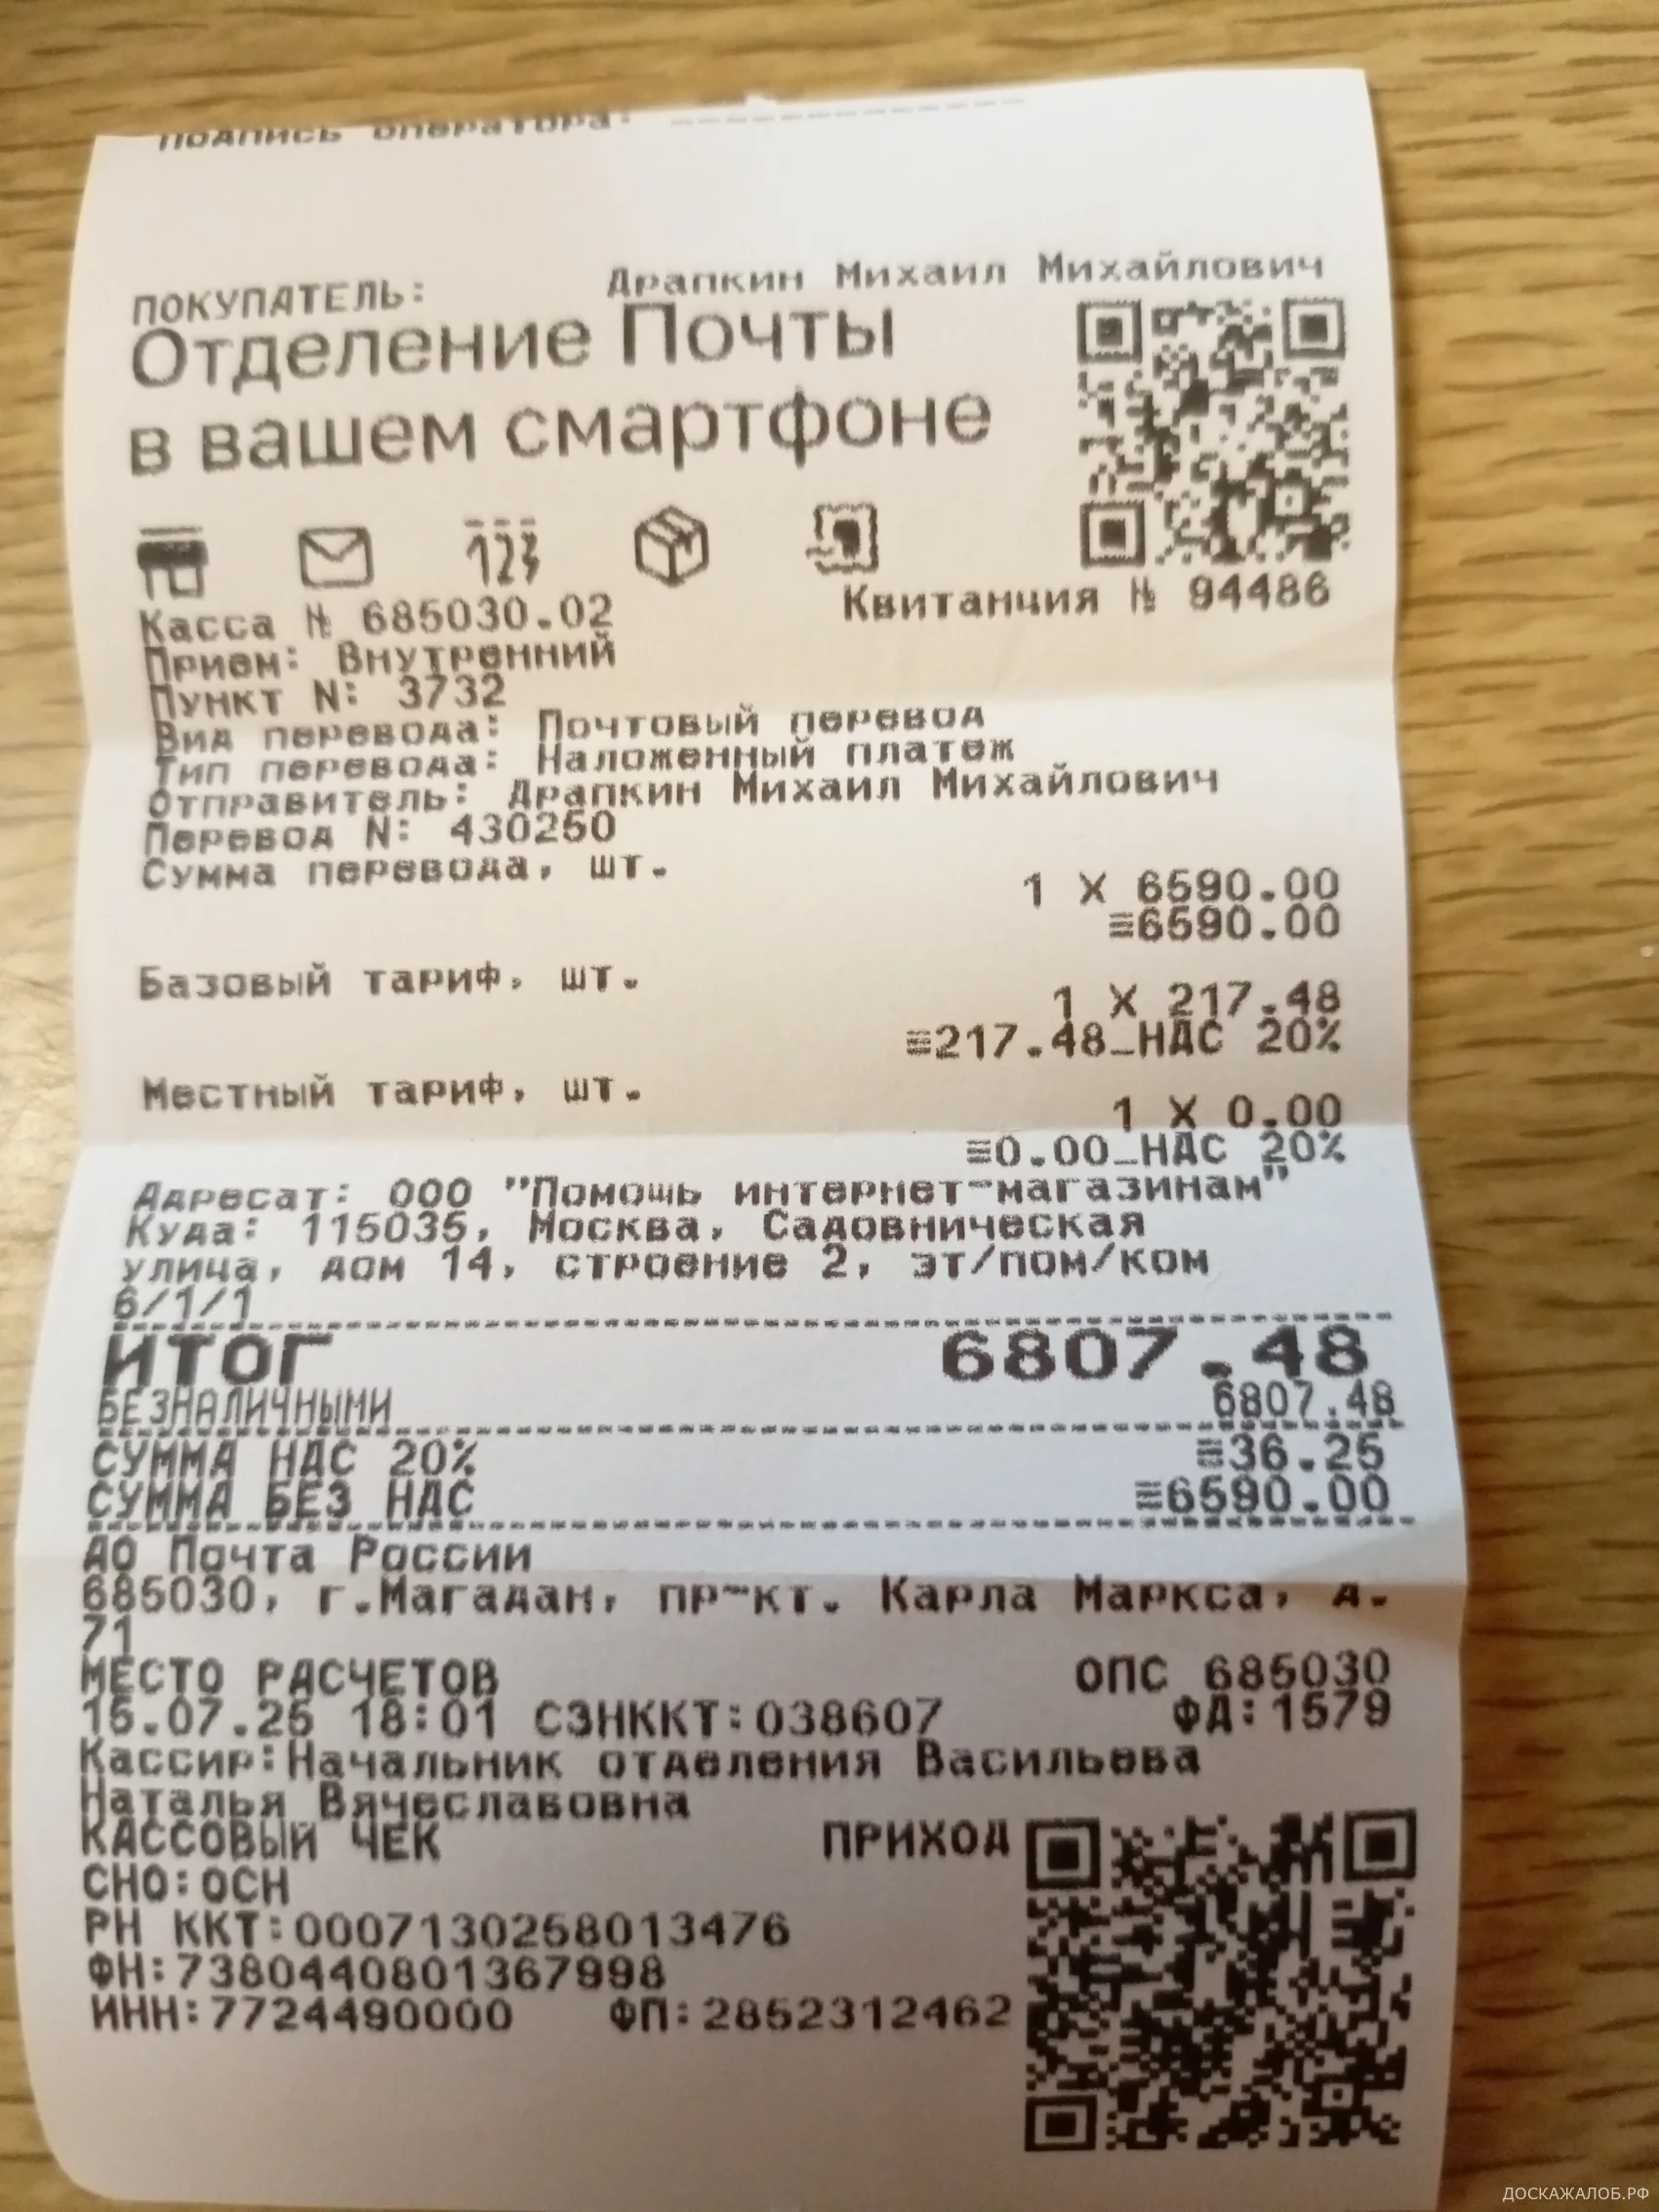 Подпись оператора:
ПОКУПАТЕЛЬ: Драпкин Михаил Михайлович
Отделение Почты
в вашем смартфоне
123
Касса № 685030.02 Квитанция № 94486
Прием: Внутренний
Пункт N: 3732
Вид перевода: Почтовый перевод
Тип перевода: Наложенный платеж
Отправитель: Драпкин Михаил Михайлович
Перевод N: 430250
Сумма перевода, шт.
1 X 6590.00
≡6590.00
Базовый тариф, шт.
1 X 217.48
≡217.48_НДС 20%
Местный тариф, шт.
1 X 0.00
≡0.00_НДС 20%
Адресат: ООО "Помощь интернет-магазинам"
Куда: 115035, Москва, Садовническая
улица, дом 14, строение 2, эт/пом/ком
6/1/1
ИТОГ 6807.48
БЕЗНАЛИЧНЫМИ 6807.48
СУММА НДС 20% ≡36.25
СУММА БЕЗ НДС ≡6590.00
АО Почта России
685030, г.Магадан, пр-кт. Карла Маркса, д.
71
МЕСТО РАСЧЕТОВ ОПС 685030
15.07.25 18:01 СЗНККТ:038607 ФД:1579
Кассир:Начальник отделения Васильева
Наталья Вячеславовна
КАССОВЫЙ ЧЕК ПРИХОД
СНО:ОСН
РН ККТ:0007130258013476
ФН:7380440801367998
ИНН:7724490000 ФП:2852312462
ДОСКАЖАЛОБ.РФ